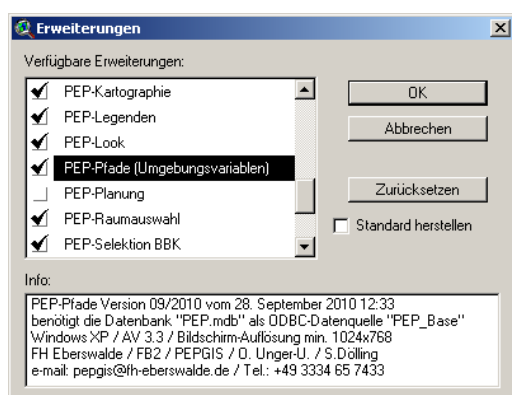 Erweiterungen
Verfügbare Erweiterungen:
PEP-Kartographie
PEP-Legenden
PEP-Look
PEP-Pfade (Umgebungsvariablen)
PEP-Planung
PEP-Raumauswahl
PEP-Selektion BBK
OK
Abbrechen
Zurücksetzen
Standard herstellen
Info:
PEP-Pfade Version 09/2010 vom 28. September 2010 12:33
benötigt die Datenbank "PEP.mdb" als ODBC-Datenquelle "PEP_Base"
Windows XP / AV 3.3 / Bildschirm-Auflösung min. 1024x768
FH Eberswalde / FB2 / PEPGIS / O. Unger-U. / S.Dölling
e-mail: pepgis@fh-eberswalde.de / Tel.: +49 3334 65 7433